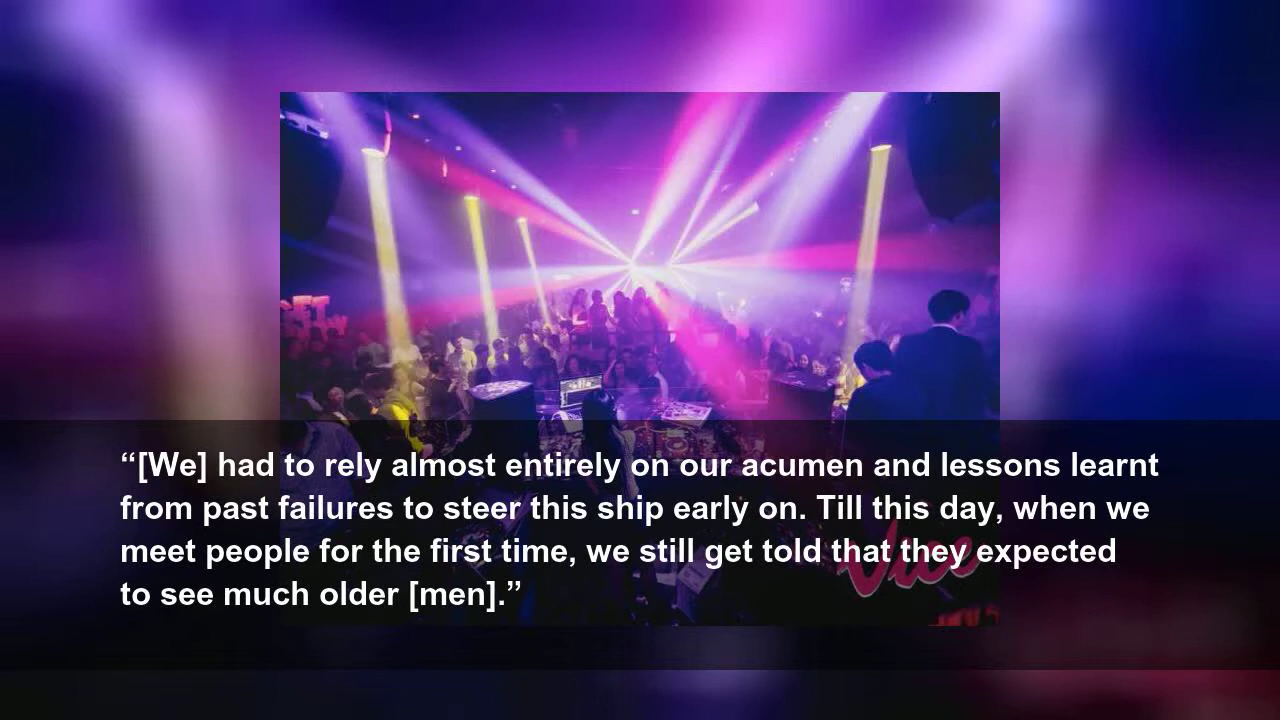 “[We] had to rely almost entirely on our acumen and lessons learnt
from past failures to steer this ship early on. Till this day, when we
meet people for the first time, we still get told that they expected
to see much older [men].”
Vice